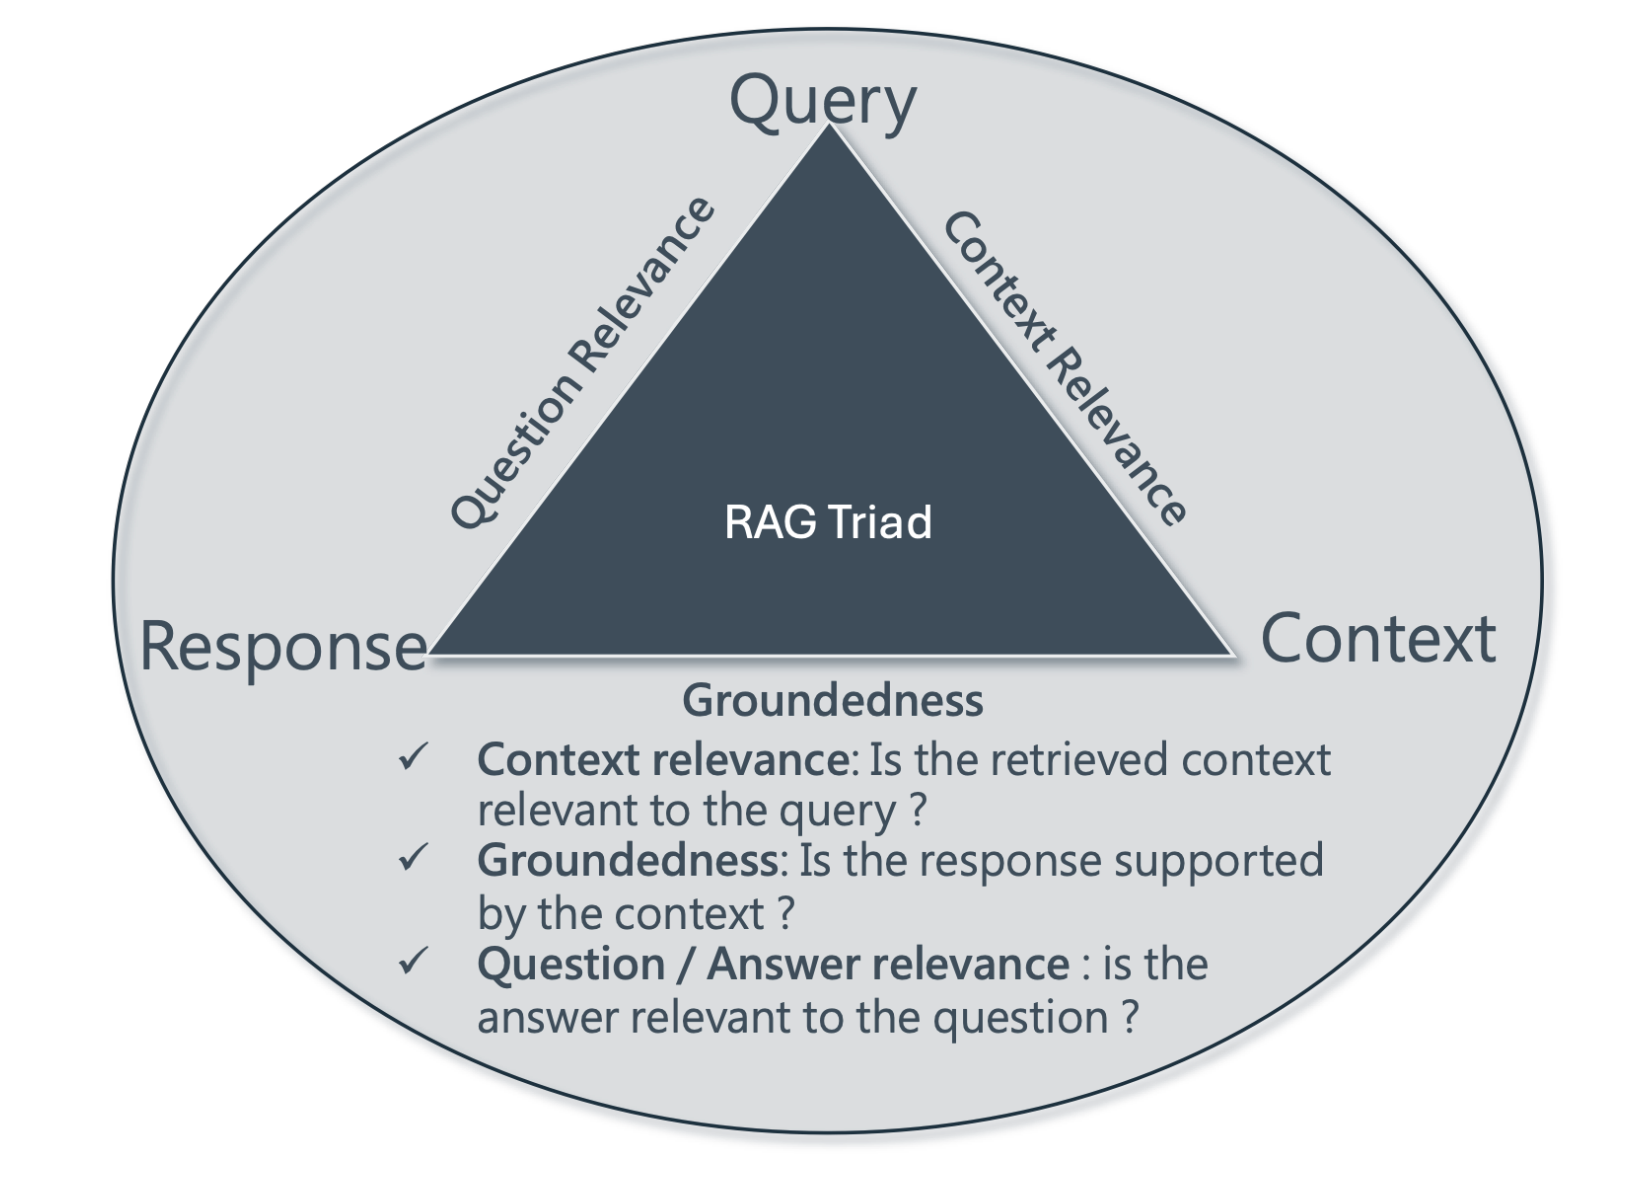 Query
Question Relevance
Context Relevance
RAG Triad
Response
Context
Groundedness
✓ Context relevance: Is the retrieved context
relevant to the query ?
✓ Groundedness: Is the response supported
by the context ?
✓ Question / Answer relevance : is the
answer relevant to the question ?